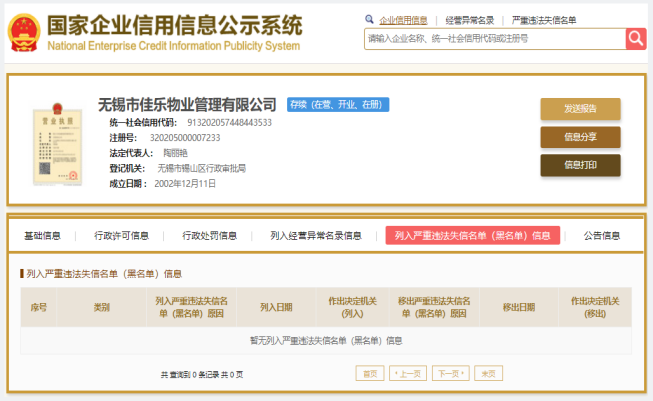 国家企业信用信息公示系统
National Enterprise Credit Information Publicity System
企业信用信息 | 经营异常名录 | 严重违法失信名单
请输入企业名称、统一社会信用代码或注册号
无锡市佳乐物业管理有限公司 存续（在营、开业、在册）
统一社会信用代码： 913202057448443533
注册号： 320205000007233
法定代表人： 陶丽艳
登记机关： 无锡市锡山区行政审批局
成立日期： 2002年12月11日
发送报告
信息分享
信息打印
营业执照
基础信息 | 行政许可信息 | 行政处罚信息 | 列入经营异常名录信息 | 列入严重违法失信名单（黑名单）信息 | 公告信息
列入严重违法失信名单（黑名单）信息
序号 类别 列入严重违法失信名单（黑名单）原因 列入日期 作出决定机关(列入) 移出严重违法失信名单（黑名单）原因 移出日期 作出决定机关(移出)
暂无列入严重违法失信名单（黑名单）信息
共 查询到 0 条记录 共 0 页 首页 上一页 下一页 末页